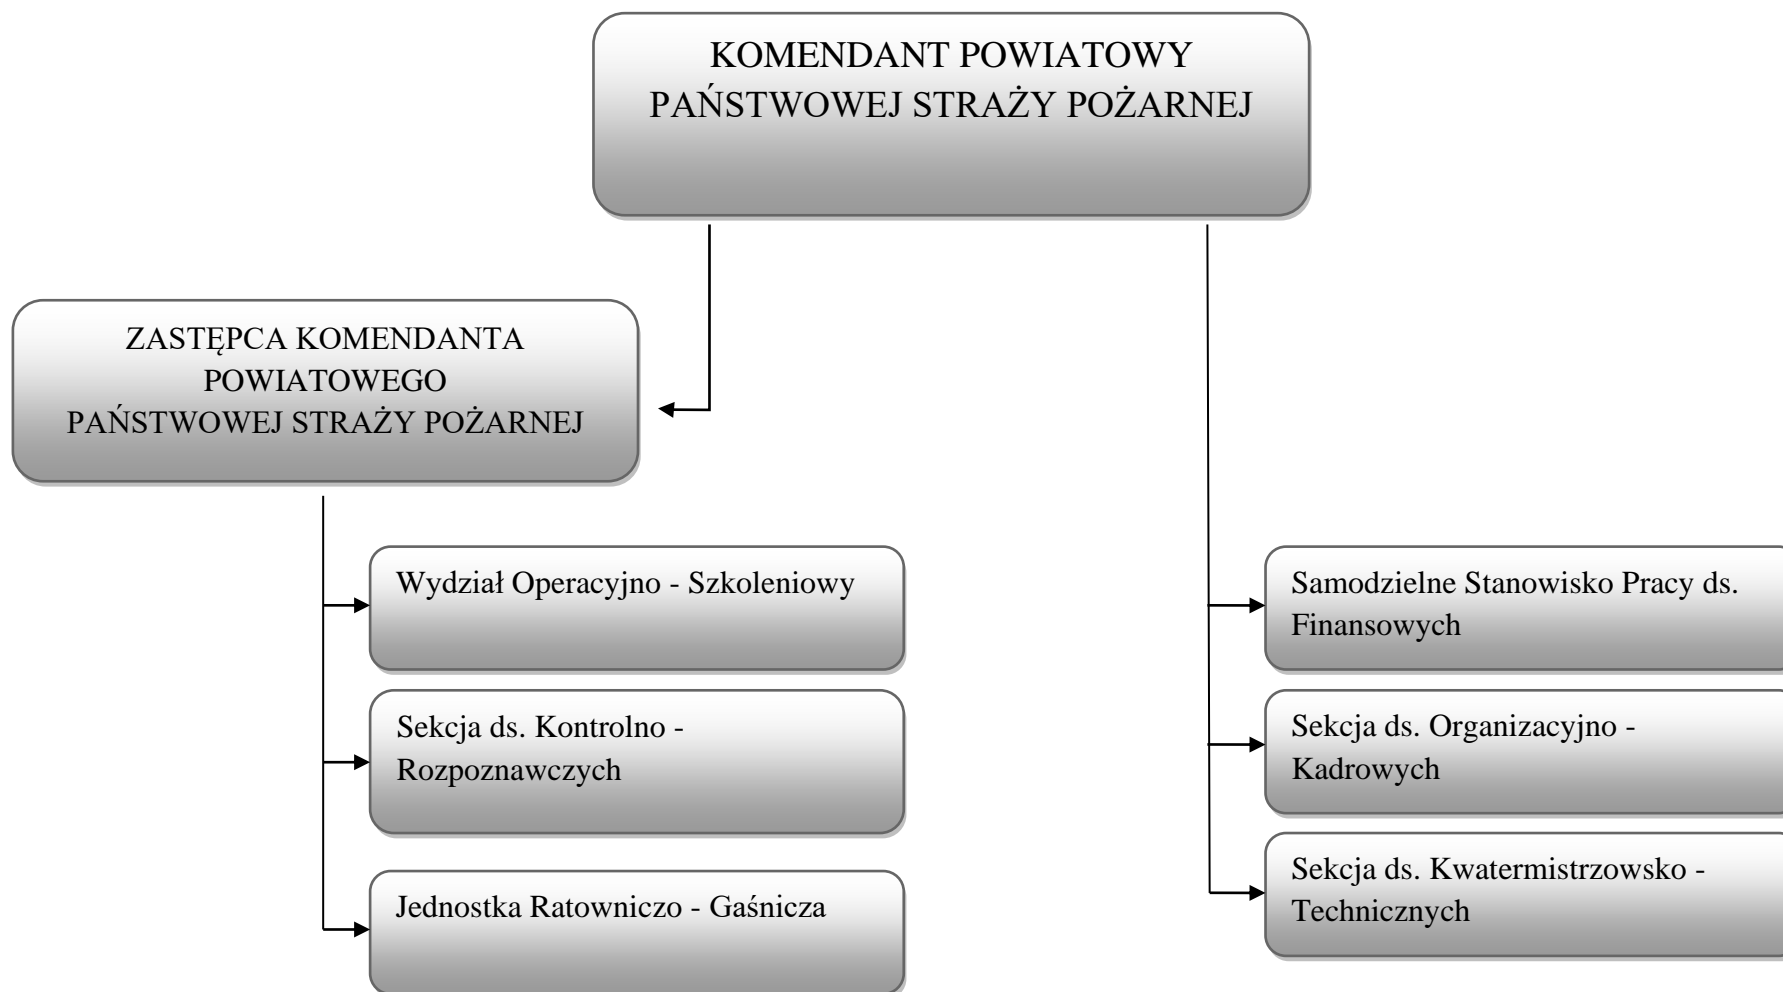 KOMENDANT POWIATOWY
PAŃSTWOWEJ STRAŻY POŻARNEJ
ZASTĘPCA KOMENDANTA
POWIATOWEGO
PAŃSTWOWEJ STRAŻY POŻARNEJ
Wydział Operacyjno - Szkoleniowy
Sekcja ds. Kontrolno -
Rozpoznawczych
Jednostka Ratowniczo - Gaśnicza
Samodzielne Stanowisko Pracy ds.
Finansowych
Sekcja ds. Organizacyjno -
Kadrowych
Sekcja ds. Kwatermistrzowsko -
Technicznych